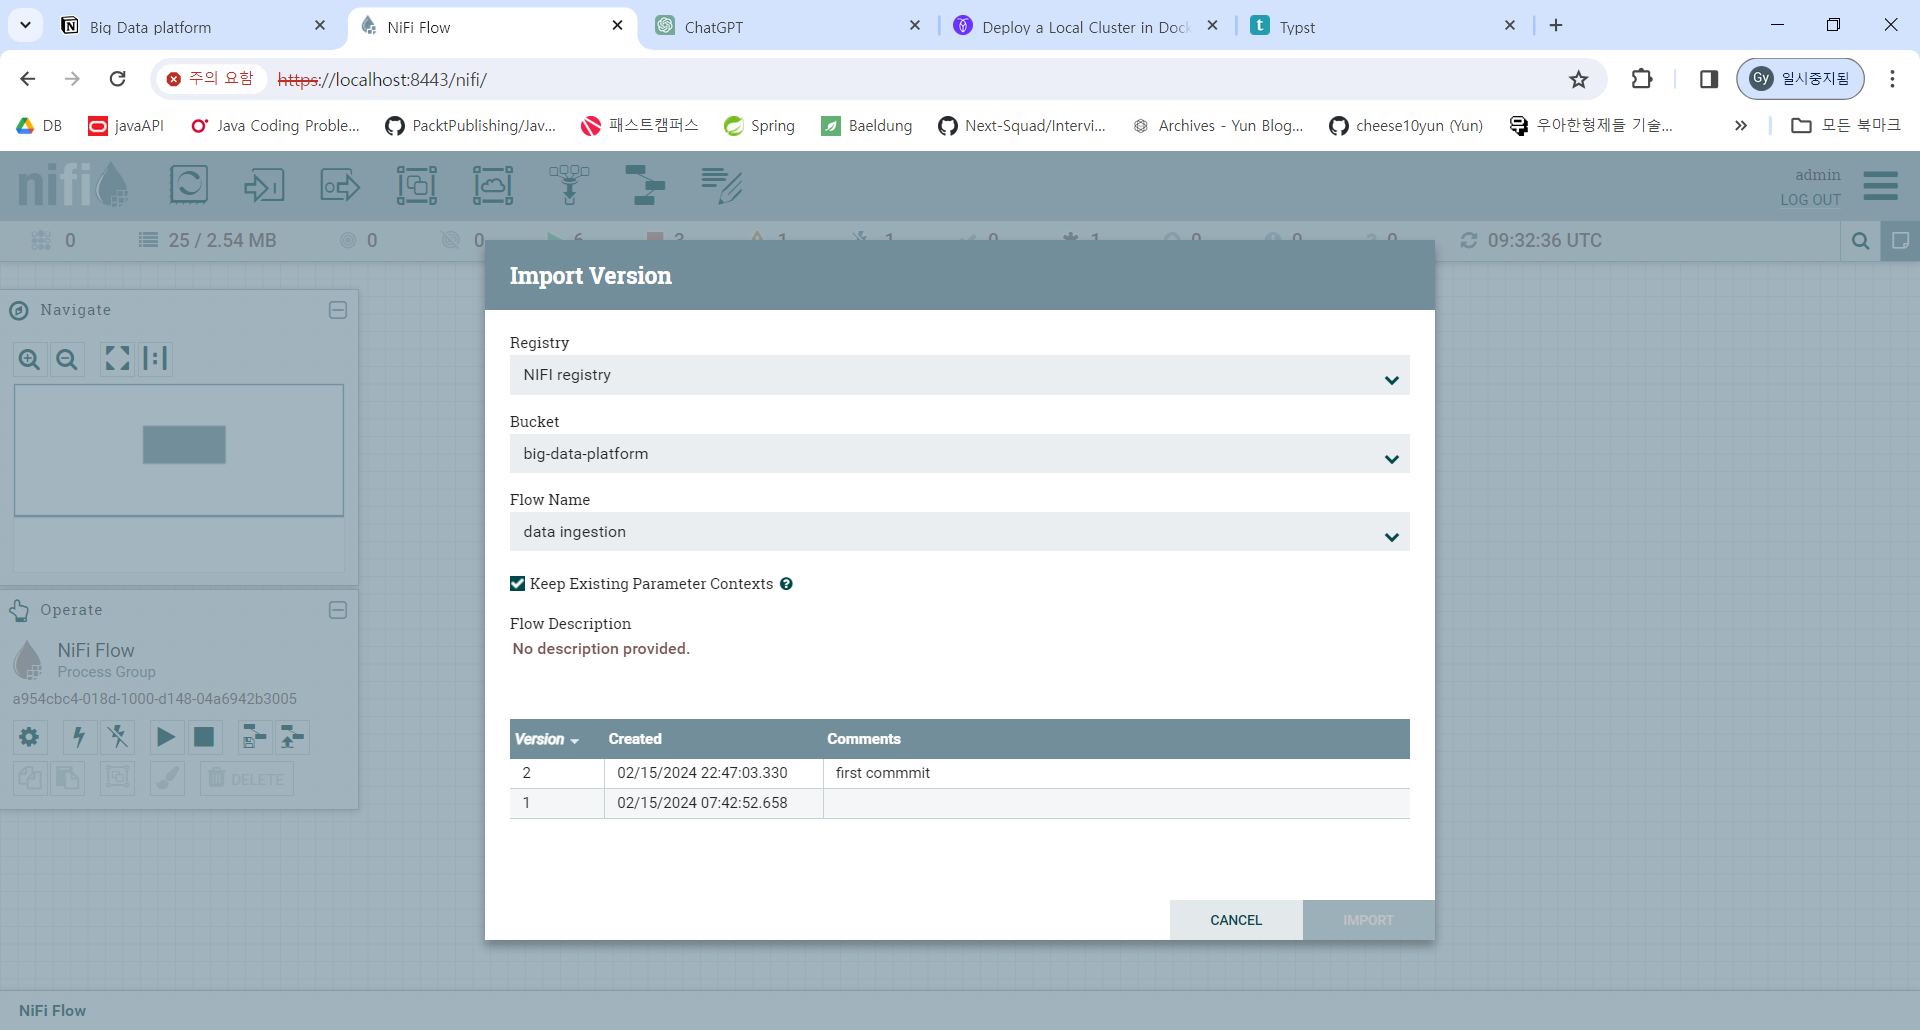 Big Data platform
NiFi Flow
ChatGPT
Deploy a Local Cluster in Dock
Typst
주의 요함
https://localhost:8443/nifi/
Gy
일시중지됨
DB
javaAPI
Java Coding Proble...
PacktPublishing/Jav...
패스트캠퍼스
Spring
Baeldung
Next-Squad/Intervi...
Archives - Yun Blog...
cheese10yun (Yun)
우아한형제들 기술...
모든 북마크
nifi
admin
LOG OUT
0
25 / 2.54 MB
0
0
6
3
1
1
0
1
0
0
0
09:32:36 UTC
Import Version
Navigate
Registry
NIFI registry
Bucket
big-data-platform
Flow Name
data ingestion
Keep Existing Parameter Contexts
Operate
Flow Description
No description provided.
NiFi Flow
Process Group
a954cbc4-018d-1000-d148-04a6942b3005
DELETE
Version Created Comments
2 02/15/2024 22:47:03.330 first commmit
1 02/15/2024 07:42:52.658
CANCEL
IMPORT
NiFi Flow